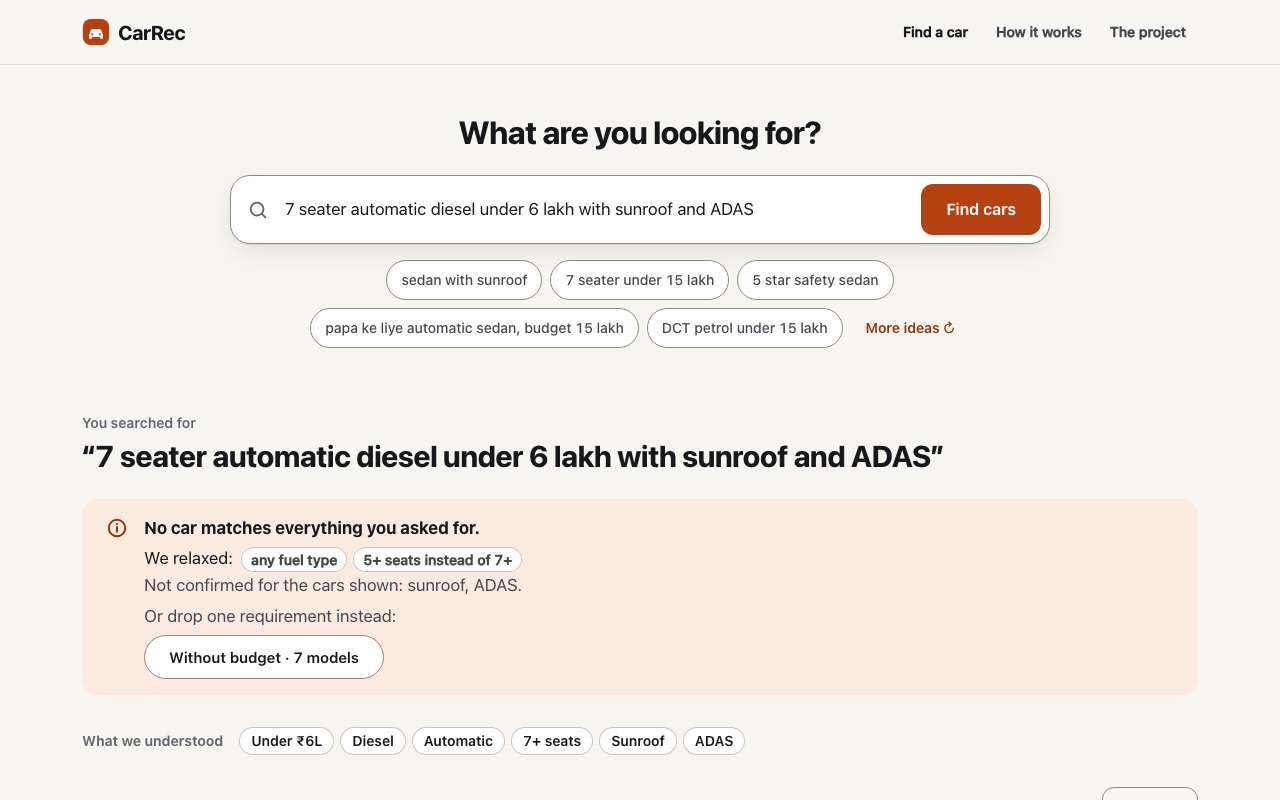 CarRec
Find a car
How it works
The project
What are you looking for?
7 seater automatic diesel under 6 lakh with sunroof and ADAS
Find cars
sedan with sunroof
7 seater under 15 lakh
5 star safety sedan
papa ke liye automatic sedan, budget 15 lakh
DCT petrol under 15 lakh
More ideas ↻
You searched for
“7 seater automatic diesel under 6 lakh with sunroof and ADAS”
No car matches everything you asked for.
We relaxed: any fuel type 5+ seats instead of 7+
Not confirmed for the cars shown: sunroof, ADAS.
Or drop one requirement instead:
Without budget · 7 models
What we understood
Under ₹6L
Diesel
Automatic
7+ seats
Sunroof
ADAS